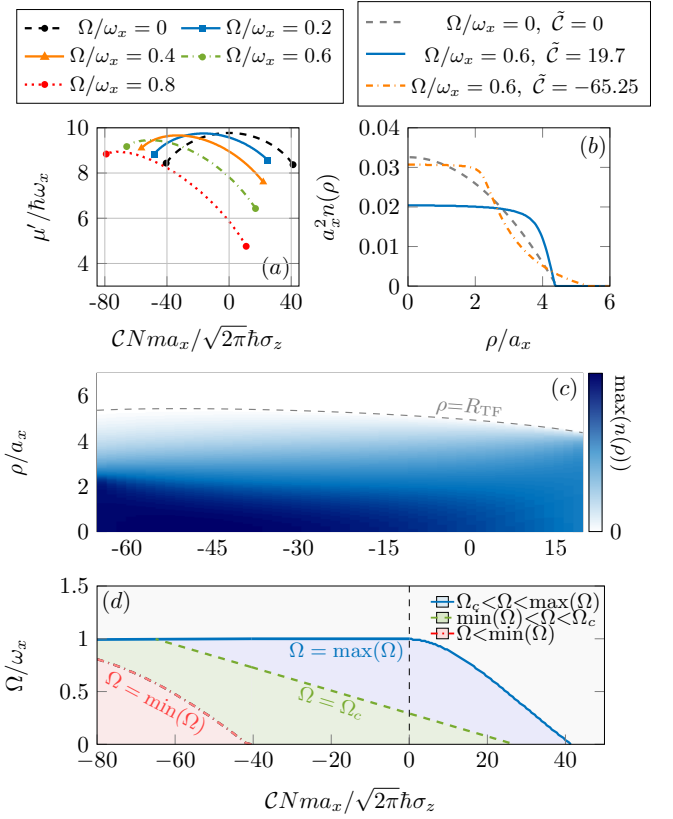 Ω/ω_x = 0 Ω/ω_x = 0.2
Ω/ω_x = 0.4 Ω/ω_x = 0.6
Ω/ω_x = 0.8
Ω/ω_x = 0, C̃ = 0
Ω/ω_x = 0.6, C̃ = 19.7
Ω/ω_x = 0.6, C̃ = −65.25
10
8
6
4
μ′/ℏω_x
(a)
-80 -40 0 40
𝒞Nma_x/√2πℏσ_z
0.04
0.03
0.02
0.01
0
a_x²n(ρ)
(b)
0 2 4 6
ρ/a_x
6
4
2
0
ρ/a_x
(c)
ρ=R_TF
-60 -45 -30 -15 0 15
max(n(ρ))
0
1.5
1
0.5
0
Ω/ω_x
(d)
Ω_c<Ω<max(Ω)
min(Ω)<Ω<Ω_c
Ω<min(Ω)
Ω = max(Ω)
Ω = Ω_c
Ω = min(Ω)
−80 −60 −40 −20 0 20 40
𝒞Nma_x/√2πℏσ_z